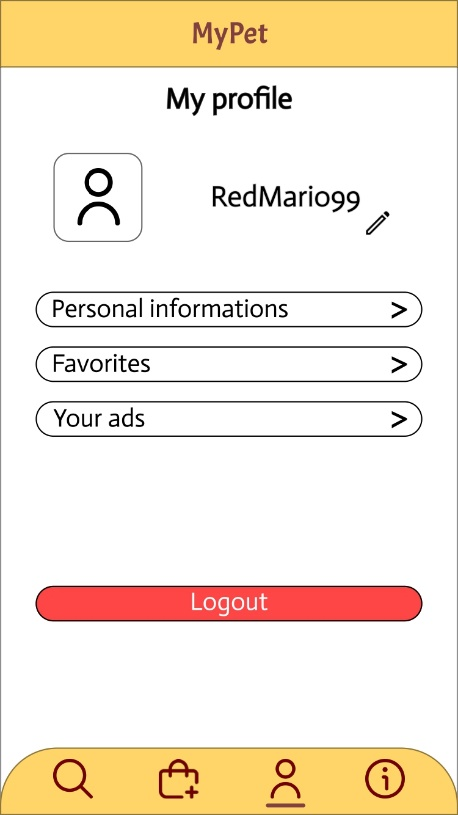 MyPet
My profile
RedMario99
Personal informations >
Favorites >
Your ads >
Logout